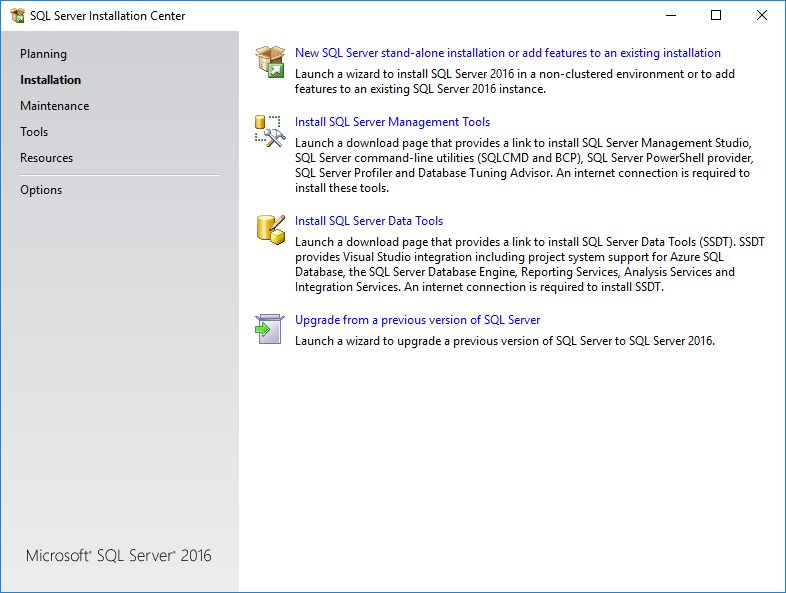 SQL Server Installation Center
Planning
Installation
Maintenance
Tools
Resources
Options
New SQL Server stand-alone installation or add features to an existing installation
Launch a wizard to install SQL Server 2016 in a non-clustered environment or to add
features to an existing SQL Server 2016 instance.
Install SQL Server Management Tools
Launch a download page that provides a link to install SQL Server Management Studio,
SQL Server command-line utilities (SQLCMD and BCP), SQL Server PowerShell provider,
SQL Server Profiler and Database Tuning Advisor. An internet connection is required to
install these tools.
Install SQL Server Data Tools
Launch a download page that provides a link to install SQL Server Data Tools (SSDT). SSDT
provides Visual Studio integration including project system support for Azure SQL
Database, the SQL Server Database Engine, Reporting Services, Analysis Services and
Integration Services. An internet connection is required to install SSDT.
Upgrade from a previous version of SQL Server
Launch a wizard to upgrade a previous version of SQL Server to SQL Server 2016.
Microsoft® SQL Server® 2016